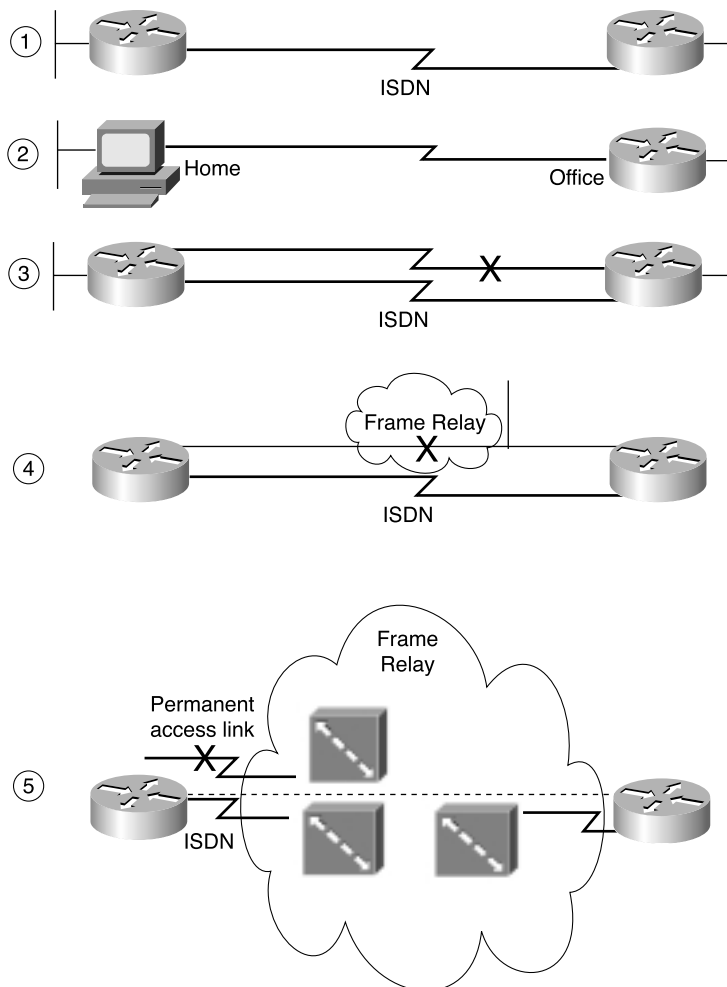 1
ISDN
2
Home
Office
3
ISDN
Frame Relay
4
ISDN
Frame
Relay
Permanent
access link
5
ISDN